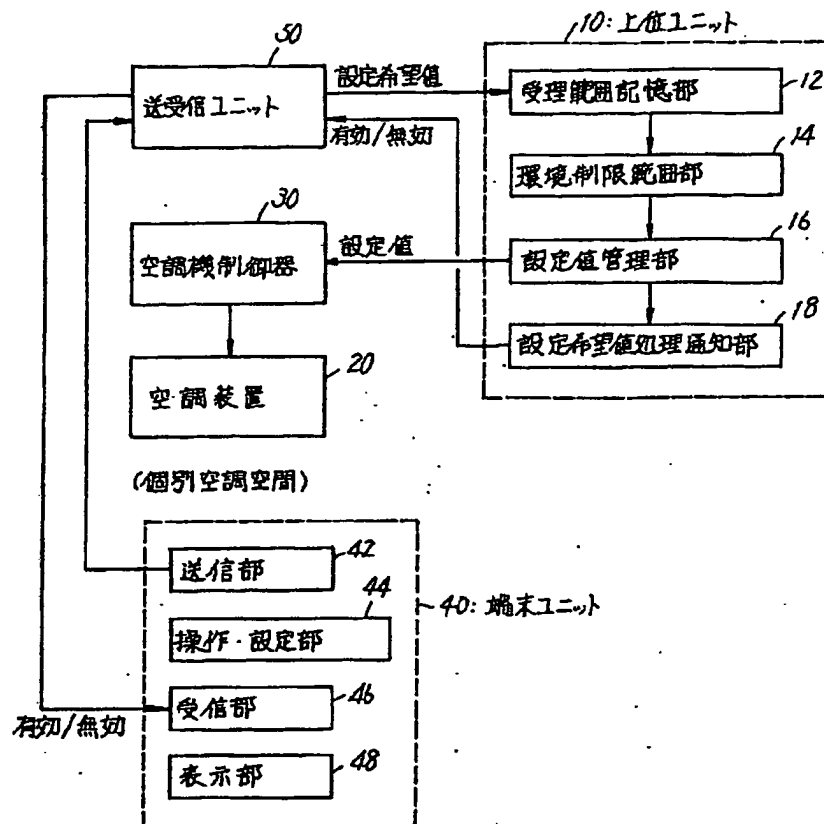 50
送受信ユニット
設定希望値
有効/無効
10:上位ユニット
受理範囲記憶部
12
環境制限範囲部
14
設定値管理部
16
設定希望値処理通知部
18
30
空調機制御器
設定値
空調装置
20
(個別空調空間)
送信部
42
操作・設定部
44
受信部
46
表示部
48
40:端末ユニット
有効/無効